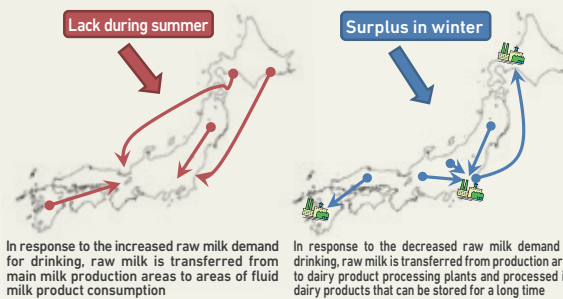 Lack during summer
Surplus in winter
In response to the increased raw milk demand
for drinking, raw milk is transferred from
main milk production areas to areas of fluid
milk product consumption
In response to the decreased raw milk demand
drinking, raw milk is transferred from production
to dairy product processing plants and processed
dairy products that can be stored for a long time